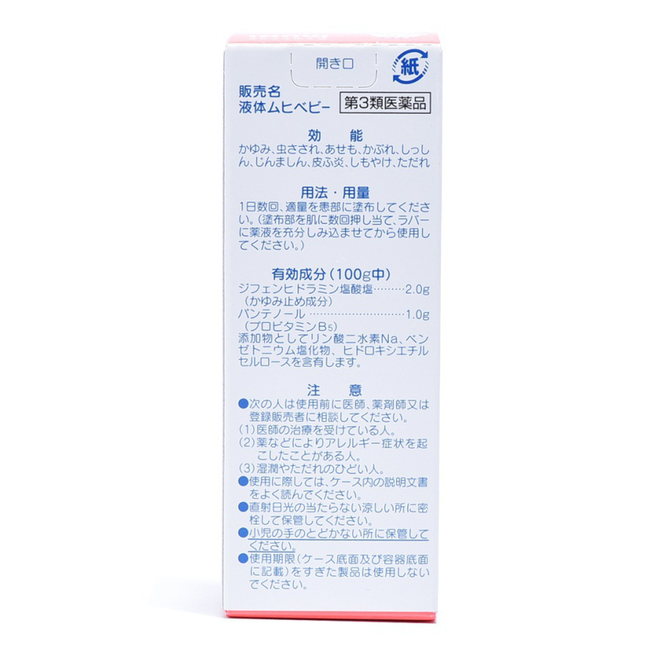 開き口
紙
販売名
液体ムヒベビー
第3類医薬品
効　能
かゆみ、虫さされ、あせも、かぶれ、しっし
ん、じんましん、皮ふ炎、しもやけ、ただれ
用法・用量
1日数回、適量を患部に塗布してくださ
い。(塗布部を肌に数回押し当て、ラバー
に薬液を充分しみ込ませてから使用し
てください。)
有効成分(100g中)
ジフェンヒドラミン塩酸塩………2.0g
(かゆみ止め成分)
パンテノール………………………1.0g
(プロビタミンB5)
添加物としてリン酸二水素Na、ベン
ゼトニウム塩化物、ヒドロキシエチル
セルロースを含有します。
注　意
●次の人は使用前に医師、薬剤師又は
登録販売者に相談してください。
(1)医師の治療を受けている人。
(2)薬などによりアレルギー症状を起
こしたことがある人。
(3)湿潤やただれのひどい人。
●使用に際しては、ケース内の説明文書
をよく読んでください。
●直射日光の当たらない涼しい所に密
栓して保管してください。
●小児の手のとどかない所に保管して
ください。
●使用期限(ケース底面及び容器底面
に記載)をすぎた製品は使用しない
でください。